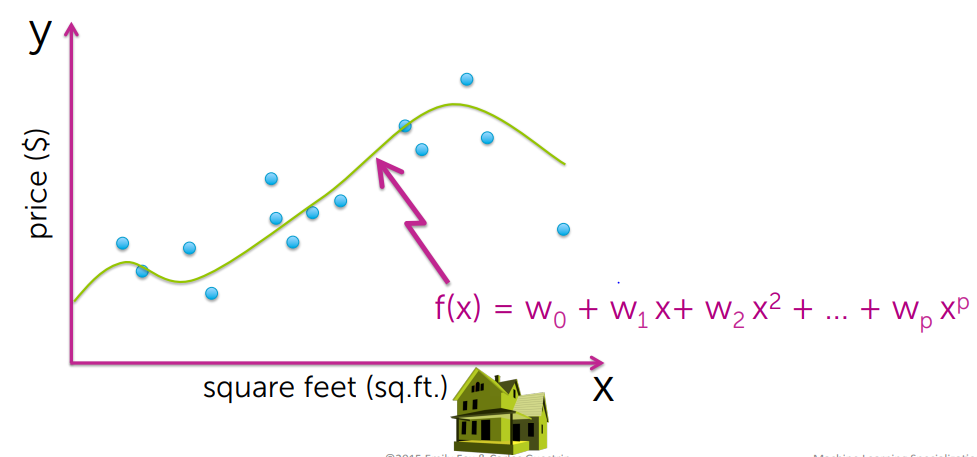 y
price ($)
f(x) = w₀ + w₁ x+ w₂ x² + ... + wₚ xᵖ
square feet (sq.ft.)
x